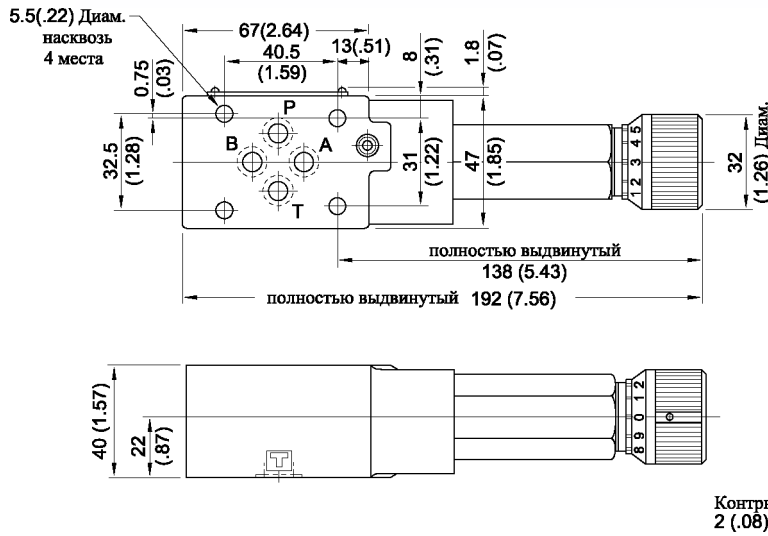 5.5(.22) Диам.
насквозь
4 места
67(2.64)
40.5
(1.59)
13(.51)
8
(.31)
1.8
(.07)
0.75
(.03)
P
B
A
T
32.5
(1.28)
31
(1.22)
47
(1.85)
1 2 3 4 5
32
(1.26) Диам.
полностью выдвинутый
138 (5.43)
полностью выдвинутый 192 (7.56)
40 (1.57)
22
(.87)
T
8 9 0 1 2
2 (.08)